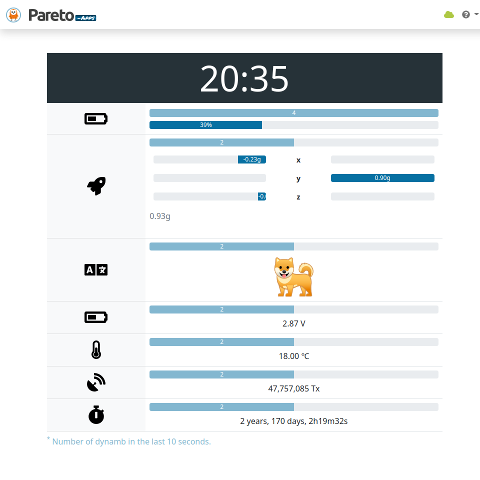 Pareto
20:35
4
39%
2
-0.23g x
y 0.90g
-0. z
0.93g
2
2
2.87 V
2
18.00 °C
2
47,757,085 Tx
2
2 years, 170 days, 2h19m32s
* Number of dynamb in the last 10 seconds.